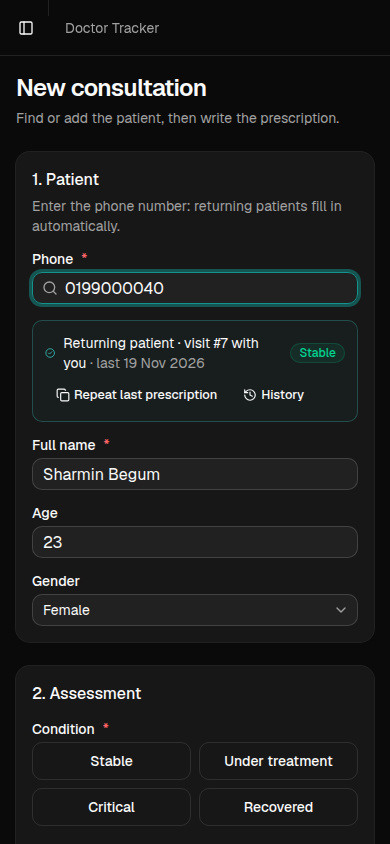 Doctor Tracker
New consultation
Find or add the patient, then write the prescription.
1. Patient
Enter the phone number: returning patients fill in
automatically.
Phone *
0199000040
Returning patient · visit #7 with
you · last 19 Nov 2026
Stable
Repeat last prescription
History
Full name *
Sharmin Begum
Age
23
Gender
Female
2. Assessment
Condition *
Stable
Under treatment
Critical
Recovered